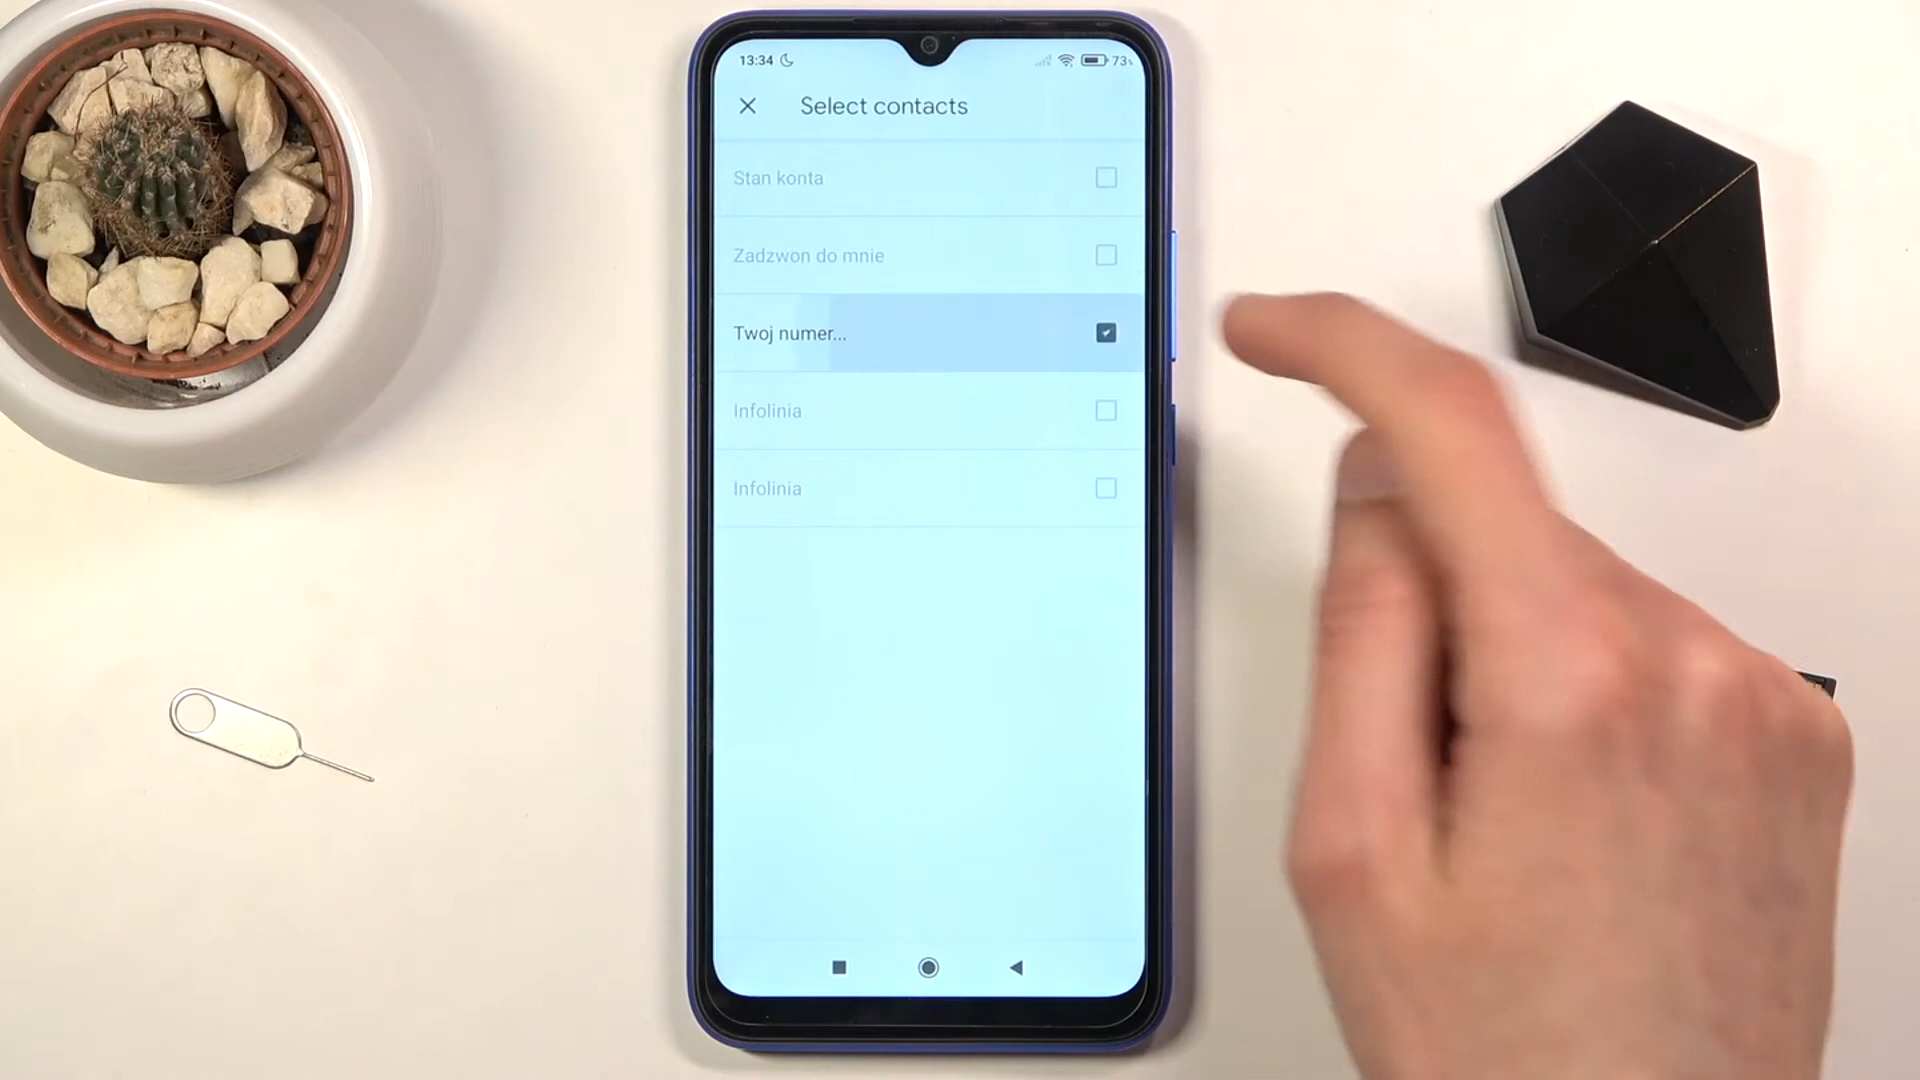 13:34
73%
Select contacts
Stan konta
Zadzwon do mnie
Twoj numer...
Infolinia
Infolinia